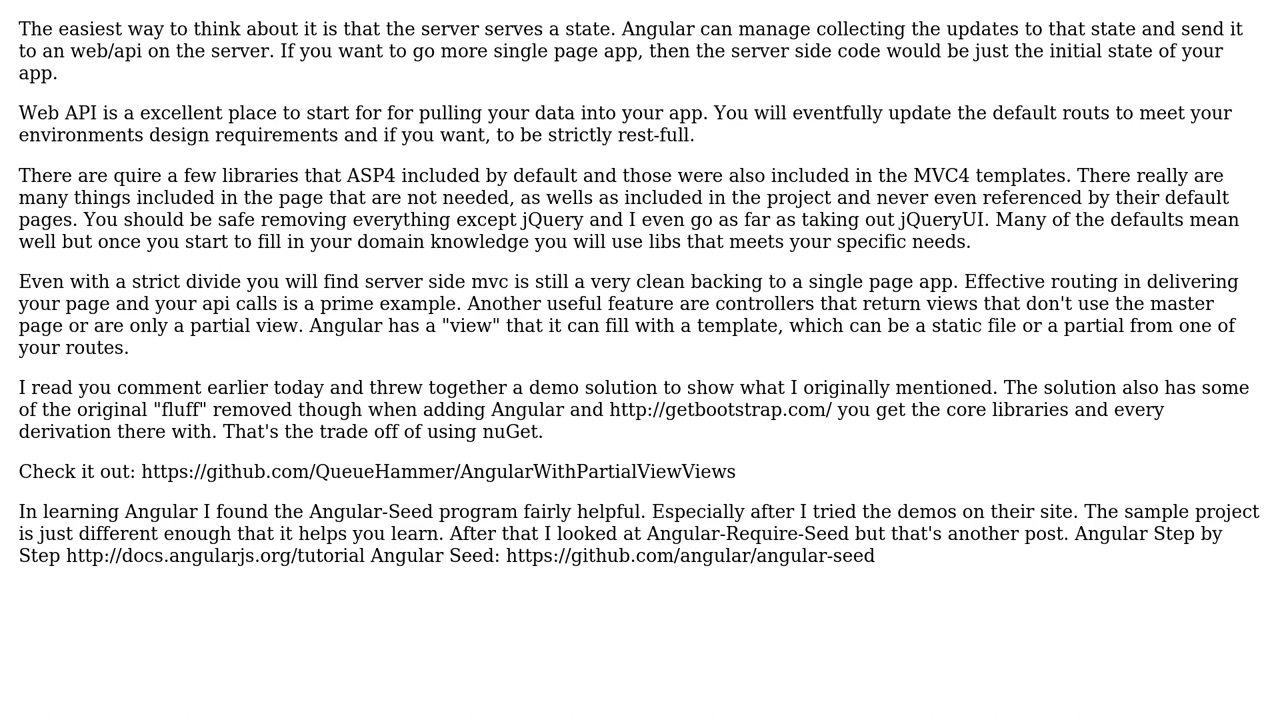 The easiest way to think about it is that the server serves a state. Angular can manage collecting the updates to that state and send it
to an web/api on the server. If you want to go more single page app, then the server side code would be just the initial state of your
app.
Web API is a excellent place to start for for pulling your data into your app. You will eventfully update the default routs to meet your
environments design requirements and if you want, to be strictly rest-full.
There are quire a few libraries that ASP4 included by default and those were also included in the MVC4 templates. There really are
many things included in the page that are not needed, as wells as included in the project and never even referenced by their default
pages. You should be safe removing everything except jQuery and I even go as far as taking out jQueryUI. Many of the defaults mean
well but once you start to fill in your domain knowledge you will use libs that meets your specific needs.
Even with a strict divide you will find server side mvc is still a very clean backing to a single page app. Effective routing in delivering
your page and your api calls is a prime example. Another useful feature are controllers that return views that don't use the master
page or are only a partial view. Angular has a "view" that it can fill with a template, which can be a static file or a partial from one of
your routes.
I read you comment earlier today and threw together a demo solution to show what I originally mentioned. The solution also has some
of the original "fluff" removed though when adding Angular and http://getbootstrap.com/ you get the core libraries and every
derivation there with. That's the trade off of using nuGet.
Check it out: https://github.com/QueueHammer/AngularWithPartialViewViews
In learning Angular I found the Angular-Seed program fairly helpful. Especially after I tried the demos on their site. The sample project
is just different enough that it helps you learn. After that I looked at Angular-Require-Seed but that's another post. Angular Step by
Step http://docs.angularjs.org/tutorial Angular Seed: https://github.com/angular/angular-seed